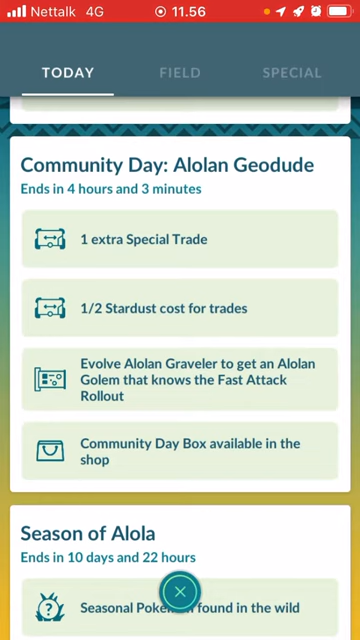 Nettalk 4G 11.56
TODAY FIELD SPECIAL
Community Day: Alolan Geodude
Ends in 4 hours and 3 minutes
1 extra Special Trade
1/2 Stardust cost for trades
Evolve Alolan Graveler to get an Alolan
Golem that knows the Fast Attack
Rollout
Community Day Box available in the
shop
Season of Alola
Ends in 10 days and 22 hours
Seasonal found in the wild